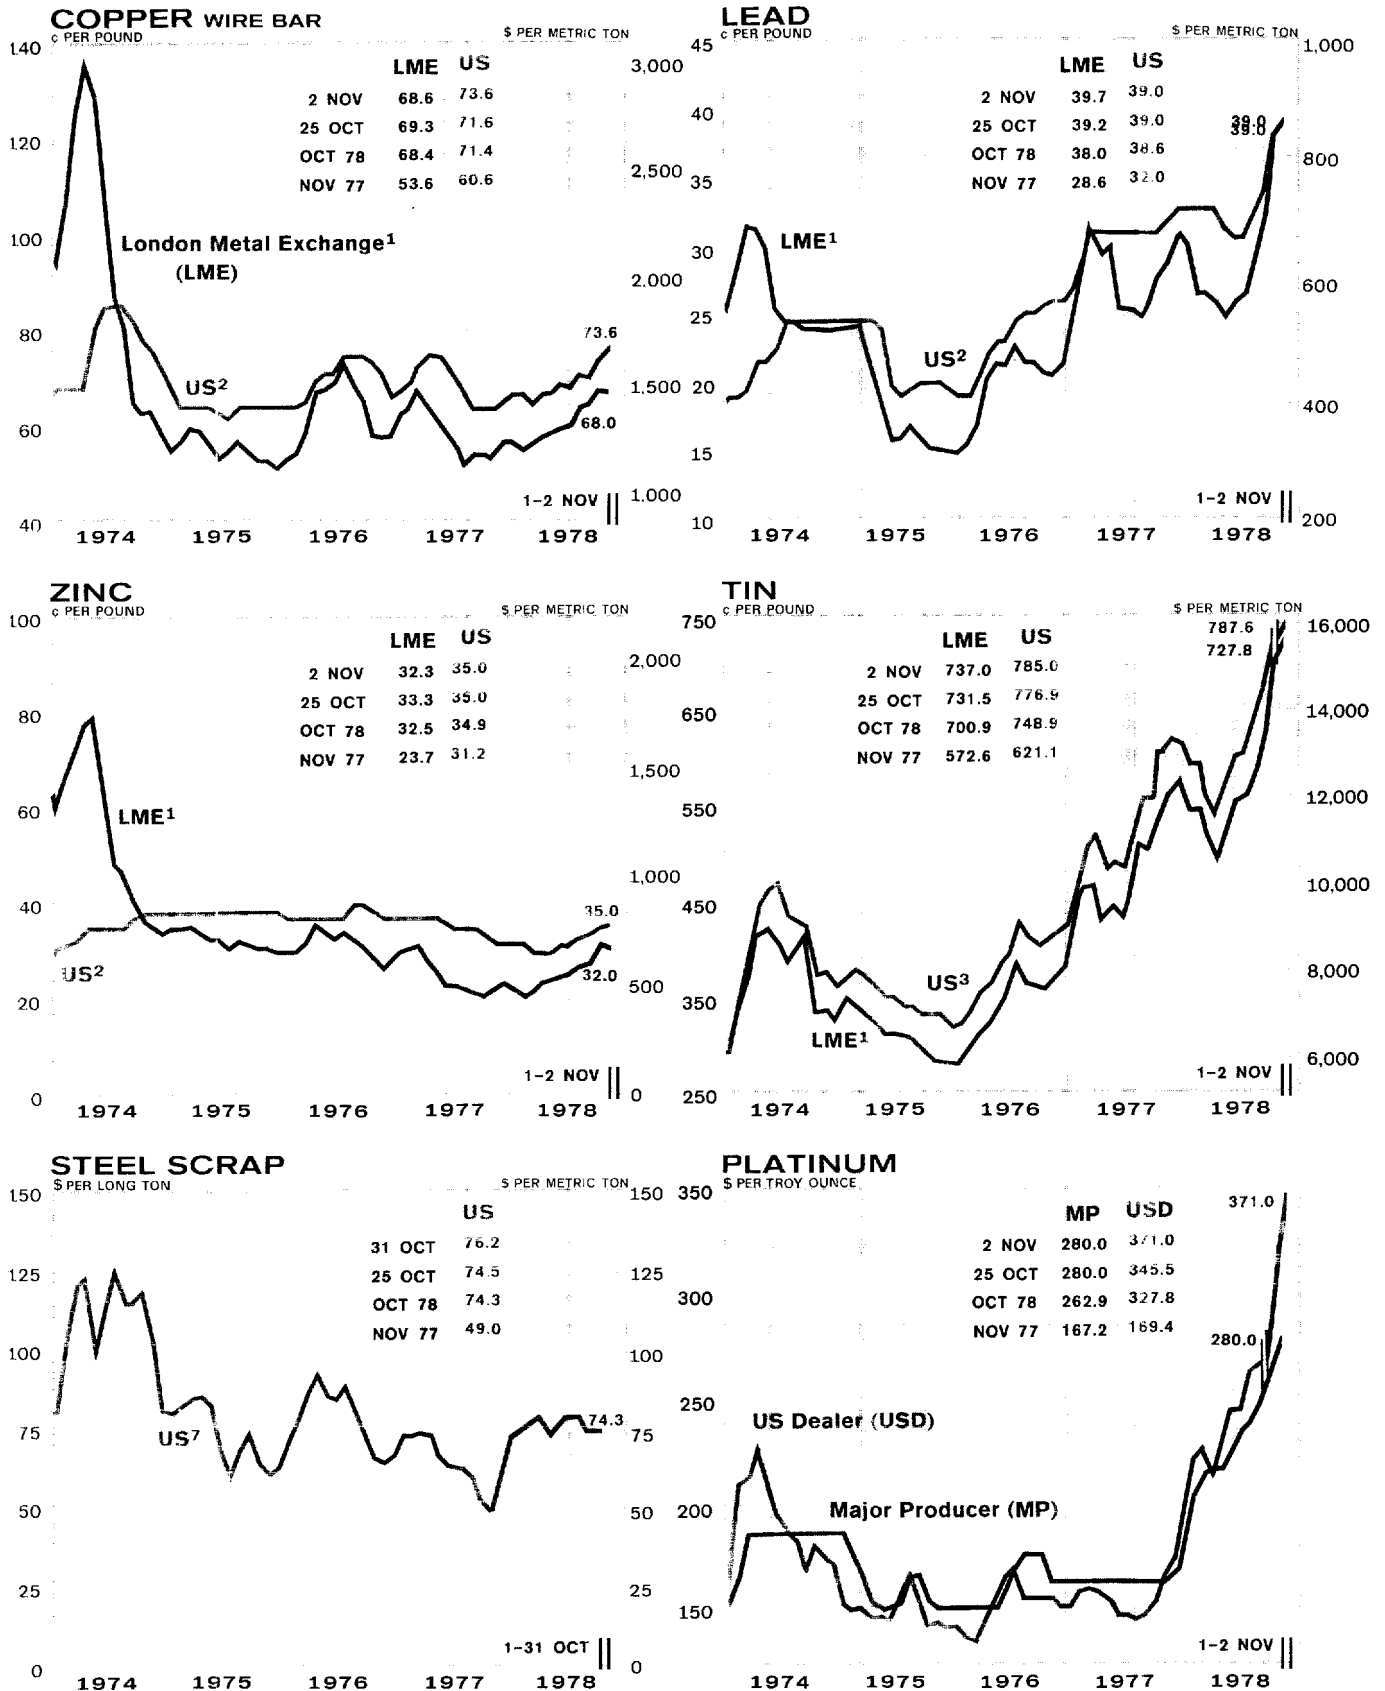 COPPER WIRE BAR
¢ PER POUND
$ PER METRIC TON
LME US
2 NOV 68.6 73.6
25 OCT 69.3 71.6
OCT 78 68.4 71.4
NOV 77 53.6 60.6
140
120
100
80
60
40
3,000
2,500
2,000
1,500
1,000
London Metal Exchange¹
(LME)
US²
73.6
68.0
1-2 NOV
1974 1975 1976 1977 1978
LEAD
¢ PER POUND
$ PER METRIC TON
LME US
2 NOV 39.7 39.0
25 OCT 39.2 39.0
OCT 78 38.0 38.6
NOV 77 28.6 32.0
45
40
35
30
25
20
15
10
1,000
800
600
400
200
39.0
39.0
LME¹
US²
1-2 NOV
1974 1975 1976 1977 1978
ZINC
¢ PER POUND
$ PER METRIC TON
LME US
2 NOV 32.3 35.0
25 OCT 33.3 35.0
OCT 78 32.5 34.9
NOV 77 23.7 31.2
100
80
60
40
20
0
2,000
1,500
1,000
500
0
LME¹
US²
35.0
32.0
1-2 NOV
1974 1975 1976 1977 1978
TIN
¢ PER POUND
$ PER METRIC TON
LME US
2 NOV 737.0 785.0
25 OCT 731.5 776.9
OCT 78 700.9 748.9
NOV 77 572.6 621.1
750
650
550
450
350
250
16,000
14,000
12,000
10,000
8,000
6,000
787.6
727.8
US³
LME¹
1-2 NOV
1974 1975 1976 1977 1978
STEEL SCRAP
$ PER LONG TON
$ PER METRIC TON
US
31 OCT 76.2
25 OCT 74.5
OCT 78 74.3
NOV 77 49.0
150
125
100
75
50
25
0
150
125
100
75
50
25
0
US⁷
74.3
1-31 OCT
1974 1975 1976 1977 1978
PLATINUM
$ PER TROY OUNCE
MP USD
2 NOV 280.0 371.0
25 OCT 280.0 345.5
OCT 78 262.9 327.8
NOV 77 167.2 169.4
350
300
250
200
150
371.0
280.0
US Dealer (USD)
Major Producer (MP)
1-2 NOV
1974 1975 1976 1977 1978